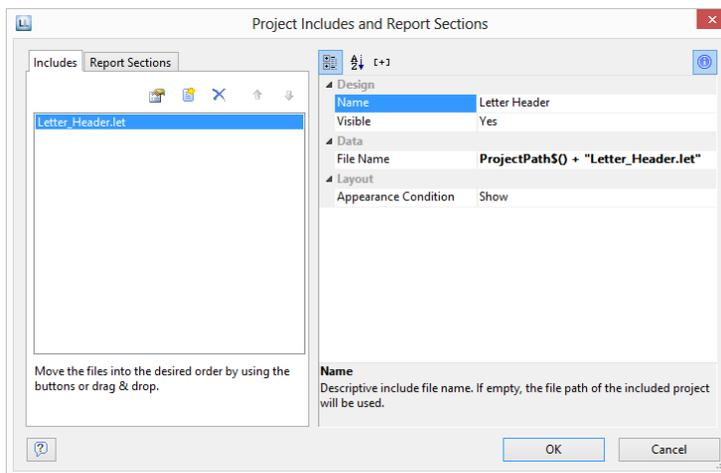 Project Includes and Report Sections
Includes
Report Sections
Letter_Header.let
Move the files into the desired order by using the
buttons or drag & drop.
Design
Name Letter Header
Visible Yes
Data
File Name ProjectPath$() + "Letter_Header.let"
Layout
Appearance Condition Show
Name
Descriptive include file name. If empty, the file path of the included project
will be used.
OK
Cancel